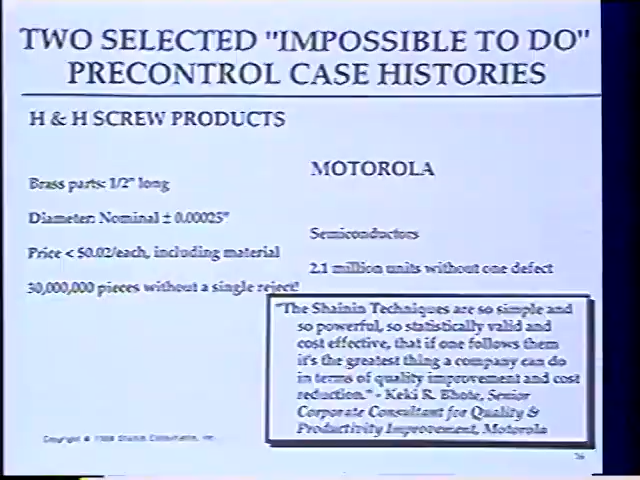 TWO SELECTED "IMPOSSIBLE TO DO"
PRECONTROL CASE HISTORIES
H & H SCREW PRODUCTS
MOTOROLA
Brass parts: 1/2" long
Diameter: Nominal ± 0.00025"
Semiconductors
Price < $0.02/each, including material
2.1 million units without one defect
30,000,000 pieces without a single reject!
"The Shainin Techniques are so simple and
so powerful, so statistically valid and
cost effective, that if one follows them
it's the greatest thing a company can do
in terms of quality improvement and cost
reduction." - Keki R. Bhote, Senior
Corporate Consultant for Quality &
Productivity Improvement, Motorola
Copyright © Shainin Consultants, Inc.